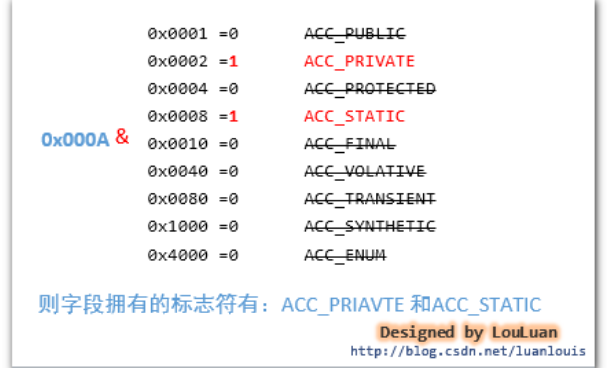 0x0001 =0 ACC_PUBLIC
0x0002 =1 ACC_PRIVATE
0x0004 =0 ACC_PROTECTED
0x0008 =1 ACC_STATIC
0x000A & 0x0010 =0 ACC_FINAL
0x0040 =0 ACC_VOLATIVE
0x0080 =0 ACC_TRANSIENT
0x1000 =0 ACC_SYNTHETIC
0x4000 =0 ACC_ENUM
则字段拥有的标志符有：ACC_PRIAVTE 和ACC_STATIC
Designed by LouLuan
http://blog.csdn.net/luanlouis